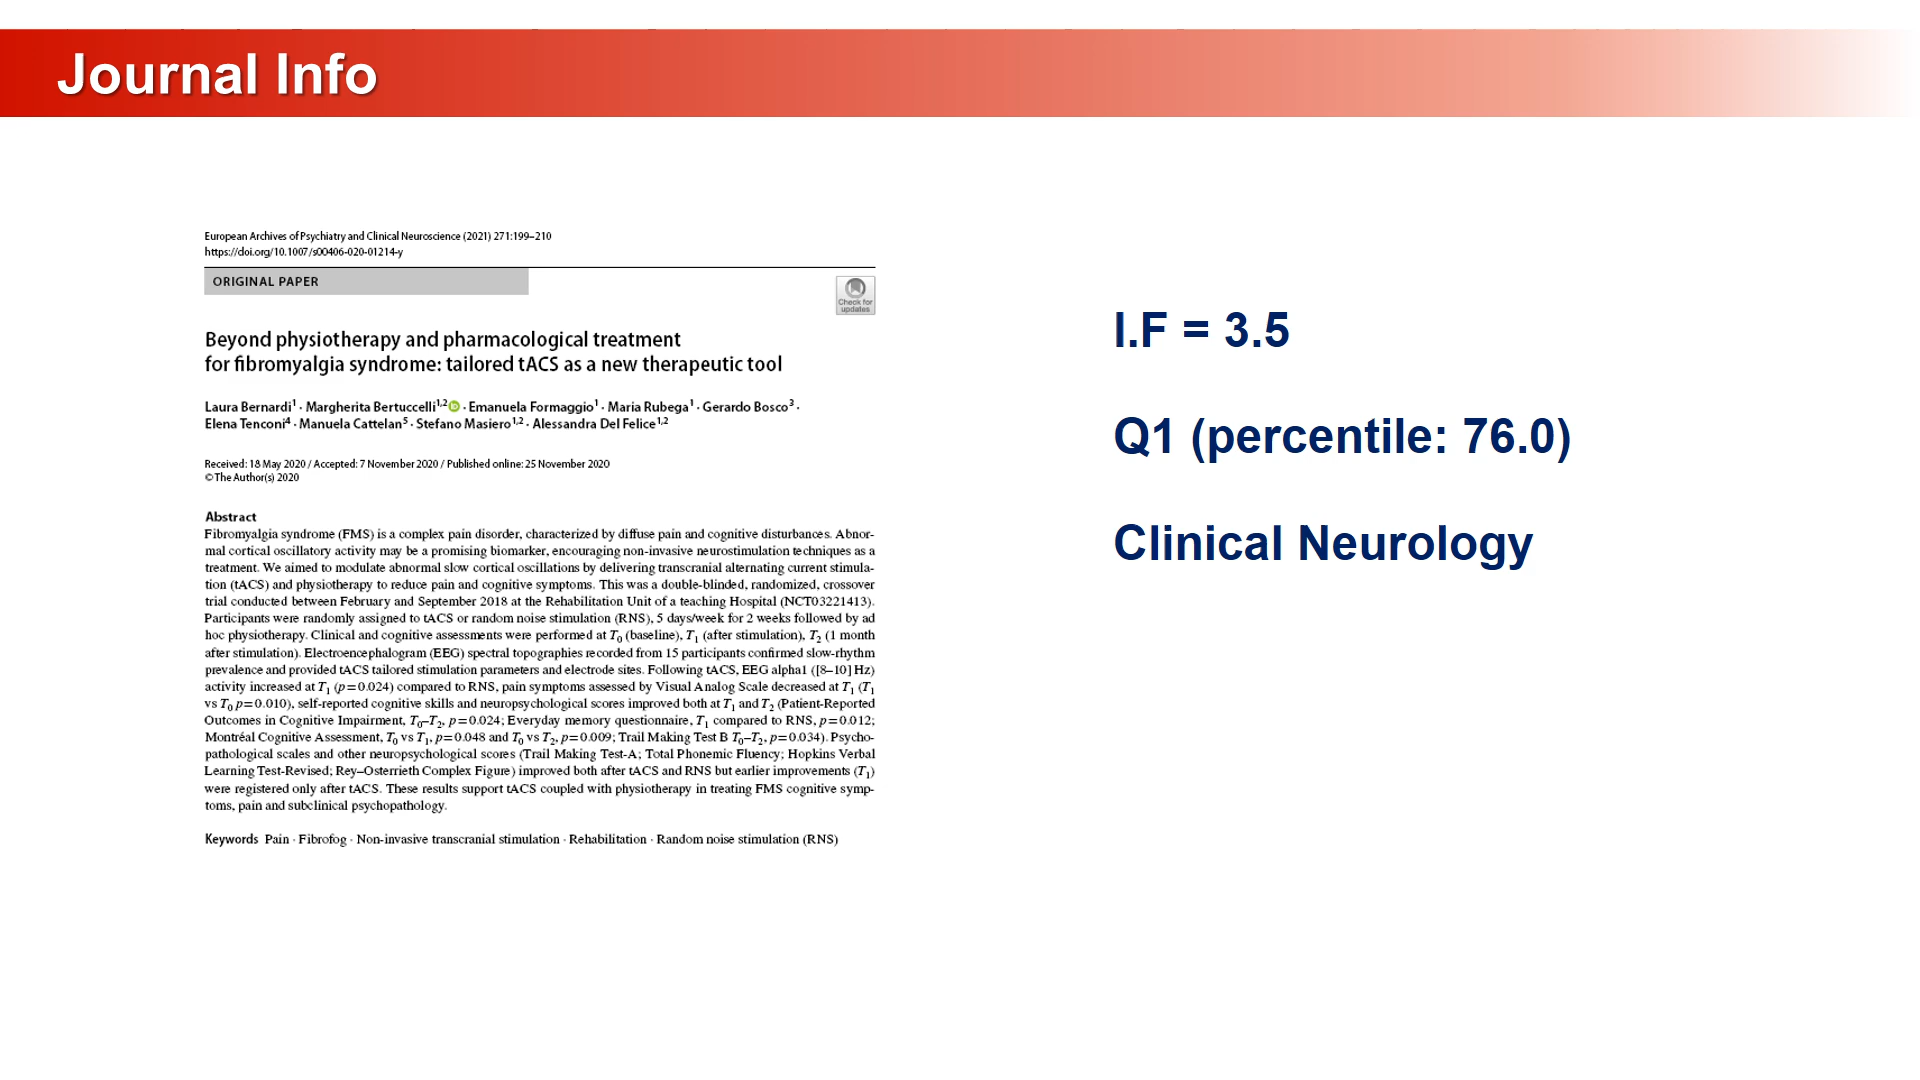 Journal Info
European Archives of Psychiatry and Clinical Neuroscience (2021) 271:199–210
https://doi.org/10.1007/s00406-020-01214-y
ORIGINAL PAPER
Check for
updates
Beyond physiotherapy and pharmacological treatment
for fibromyalgia syndrome: tailored tACS as a new therapeutic tool
Laura Bernardi1 · Margherita Bertuccelli1,2 · Emanuela Formaggio1 · Maria Rubega1 · Gerardo Bosco3 ·
Elena Tenconi4 · Manuela Cattelan5 · Stefano Masiero1,2 · Alessandra Del Felice1,2
Received: 18 May 2020 / Accepted: 7 November 2020 / Published online: 25 November 2020
© The Author(s) 2020
Abstract
Fibromyalgia syndrome (FMS) is a complex pain disorder, characterized by diffuse pain and cognitive disturbances. Abnor-
mal cortical oscillatory activity may be a promising biomarker, encouraging non-invasive neurostimulation techniques as a
treatment. We aimed to modulate abnormal slow cortical oscillations by delivering transcranial alternating current stimula-
tion (tACS) and physiotherapy to reduce pain and cognitive symptoms. This was a double-blinded, randomized, crossover
trial conducted between February and September 2018 at the Rehabilitation Unit of a teaching Hospital (NCT03221413).
Participants were randomly assigned to tACS or random noise stimulation (RNS), 5 days/week for 2 weeks followed by ad
hoc physiotherapy. Clinical and cognitive assessments were performed at T0 (baseline), T1 (after stimulation), T2 (1 month
after stimulation). Electroencephalogram (EEG) spectral topographies recorded from 15 participants confirmed slow-rhythm
prevalence and provided tACS tailored stimulation parameters and electrode sites. Following tACS, EEG alpha1 ([8–10] Hz)
activity increased at T1 (p=0.024) compared to RNS, pain symptoms assessed by Visual Analog Scale decreased at T1 (T1
vs T0 p=0.010), self-reported cognitive skills and neuropsychological scores improved both at T1 and T2 (Patient-Reported
Outcomes in Cognitive Impairment, T0–T2, p=0.024; Everyday memory questionnaire, T1 compared to RNS, p=0.012;
Montréal Cognitive Assessment, T0 vs T1, p=0.048 and T0 vs T2, p=0.009; Trail Making Test B T0–T2, p=0.034). Psycho-
pathological scales and other neuropsychological scores (Trail Making Test-A; Total Phonemic Fluency; Hopkins Verbal
Learning Test-Revised; Rey–Osterrieth Complex Figure) improved both after tACS and RNS but earlier improvements (T1)
were registered only after tACS. These results support tACS coupled with physiotherapy in treating FMS cognitive symp-
toms, pain and subclinical psychopathology.
Keywords Pain · Fibrofog · Non-invasive transcranial stimulation · Rehabilitation · Random noise stimulation (RNS)
I.F = 3.5
Q1 (percentile: 76.0)
Clinical Neurology